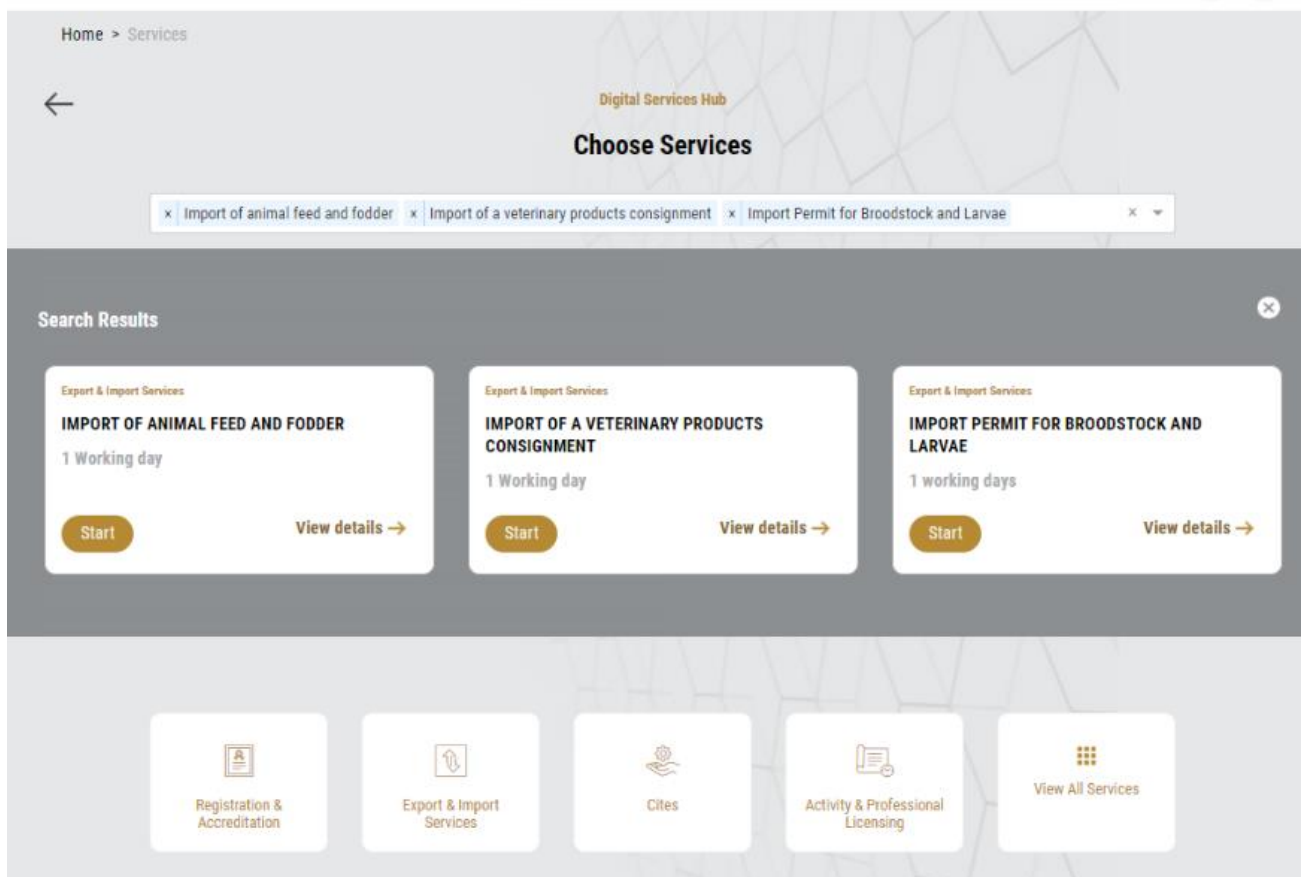 Home > Services
Digital Services Hub
Choose Services
× Import of animal feed and fodder × Import of a veterinary products consignment × Import Permit for Broodstock and Larvae ×
Search Results
Export & Import Services
IMPORT OF ANIMAL FEED AND FODDER
1 Working day
Start View details →
Export & Import Services
IMPORT OF A VETERINARY PRODUCTS
CONSIGNMENT
1 Working day
Start View details →
Export & Import Services
IMPORT PERMIT FOR BROODSTOCK AND
LARVAE
1 working days
Start View details →
Registration &
Accreditation
Export & Import
Services
Cites
Activity & Professional
Licensing
View All Services